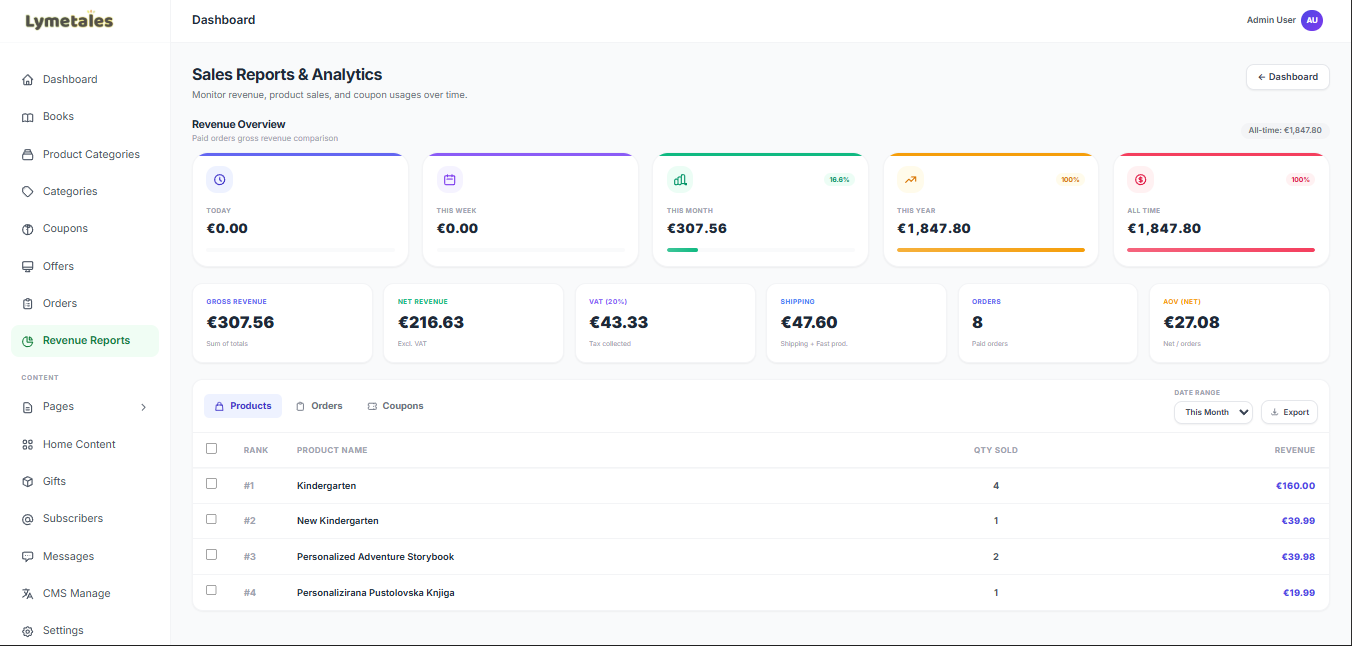 Lymetales
Dashboard
Admin User AU
Dashboard
Books
Product Categories
Categories
Coupons
Offers
Orders
Revenue Reports
CONTENT
Pages
Home Content
Gifts
Subscribers
Messages
CMS Manage
Settings
Sales Reports & Analytics
Monitor revenue, product sales, and coupon usages over time.
← Dashboard
Revenue Overview
Paid orders gross revenue comparison
All-time: €1,847.80
TODAY
€0.00
THIS WEEK
€0.00
16.6%
THIS MONTH
€307.56
100%
THIS YEAR
€1,847.80
100%
ALL TIME
€1,847.80
GROSS REVENUE
€307.56
Sum of totals
NET REVENUE
€216.63
Excl. VAT
VAT (20%)
€43.33
Tax collected
SHIPPING
€47.60
Shipping + Fast prod.
ORDERS
8
Paid orders
AOV (NET)
€27.08
Net / orders
Products Orders Coupons
DATE RANGE
This Month Export
RANK PRODUCT NAME QTY SOLD REVENUE
#1 Kindergarten 4 €160.00
#2 New Kindergarten 1 €39.99
#3 Personalized Adventure Storybook 2 €39.98
#4 Personalizirana Pustolovska Knjiga 1 €19.99